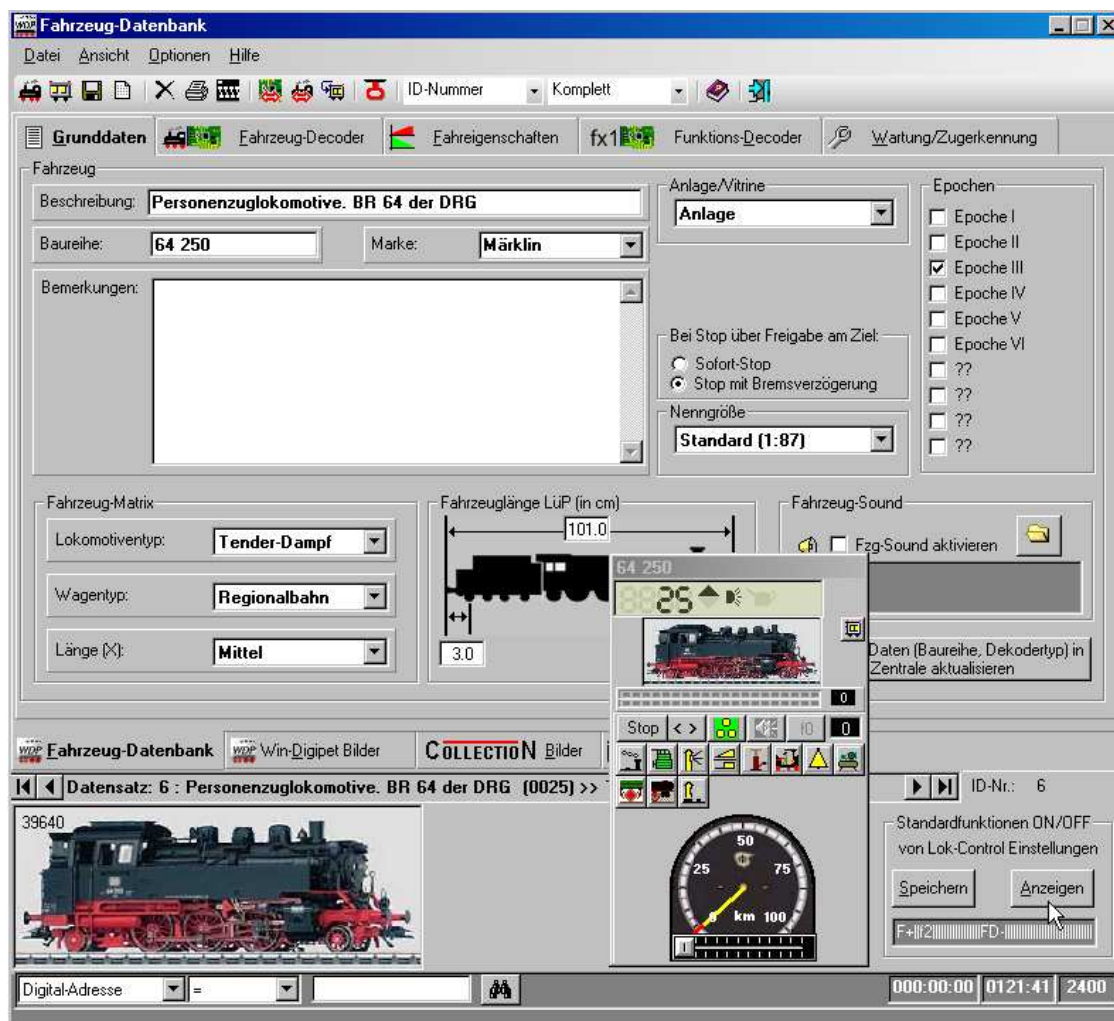 WDP Fahrzeug-Datenbank
Datei Ansicht Optionen Hilfe
ID-Nummer Komplett
Grunddaten Fahrzeug-Decoder Fahreigenschaften fx1 Funktions-Decoder Wartung/Zugerkennung
Fahrzeug
Beschreibung: Personenzuglokomotive. BR 64 der DRG
Baureihe: 64 250 Marke: Märklin
Bemerkungen:
Anlage/Vitrine
Anlage
Bei Stop über Freigabe am Ziel:
Sofort-Stop
Stop mit Bremsverzögerung
Nenngröße
Standard (1:87)
Epochen
Epoche I
Epoche II
Epoche III
Epoche IV
Epoche V
Epoche VI
??
??
??
??
Fahrzeug-Matrix
Lokomotiventyp: Tender-Dampf
Wagentyp: Regionalbahn
Länge (X): Mittel
Fahrzeuglänge LüP (in cm)
101.0
3.0
Fahrzeug-Sound
Fzg-Sound aktivieren
Daten (Baureihe, Dekodertyp) in
Zentrale aktualisieren
64 250
25
0
Stop < > f0 0
0 25 50 75 100
km
WDP Fahrzeug-Datenbank WDP Win-Digipet Bilder COLLECTION Bilder
Datensatz: 6 : Personenzuglokomotive. BR 64 der DRG (0025) >>
ID-Nr.: 6
39640
Standardfunktionen ON/OFF
von Lok-Control Einstellungen
Speichern Anzeigen
Digital-Adresse =
000:00:00 0121:41 2400